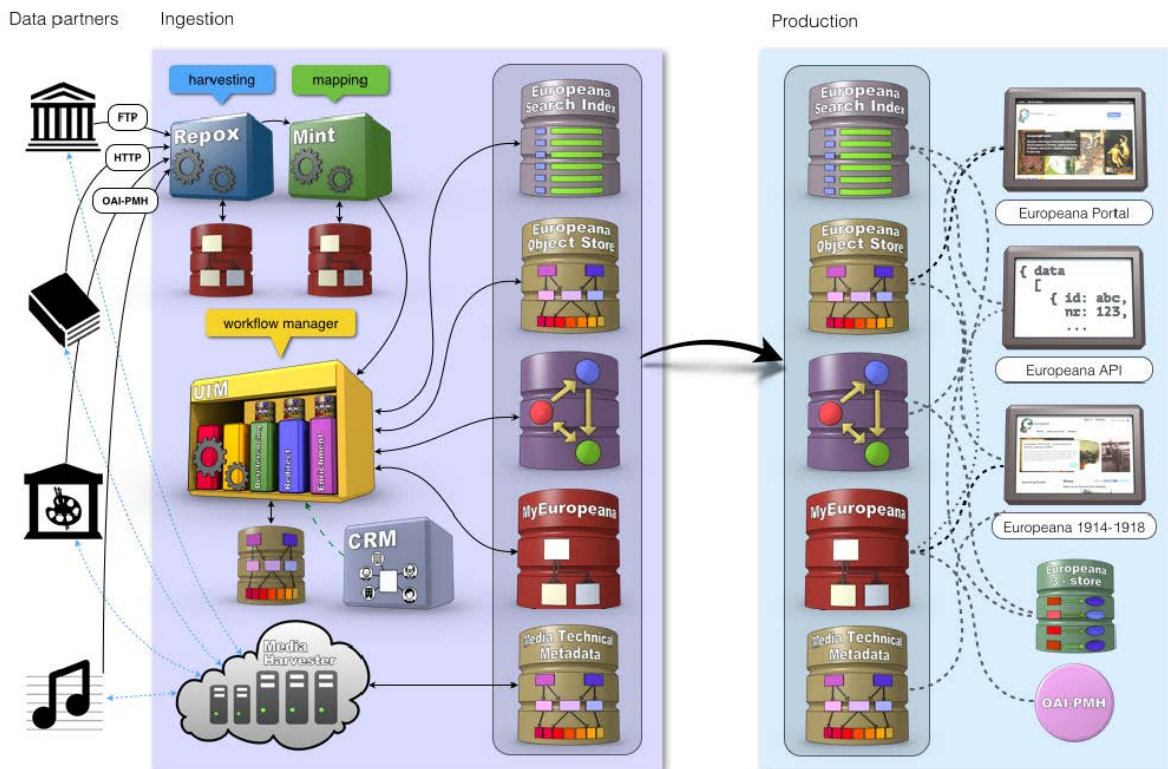 Data partners
Ingestion
Production
harvesting
mapping
FTP
HTTP
OAI-PMH
Repox
Mint
workflow manager
UIM
Dereferencing
Redirect
Enrichment
CRM
Media
Harvester
Europeana
Search Index
Europeana
Object Store
MyEuropeana
Media Technical
Metadata
Europeana
Search Index
Europeana
Object Store
MyEuropeana
Media Technical
Metadata
Europeana Portal
{ data
[
{ id: abc,
nr: 123,
...
Europeana API
Europeana 1914-1918
Europeana
3 - store
OAI-PMH